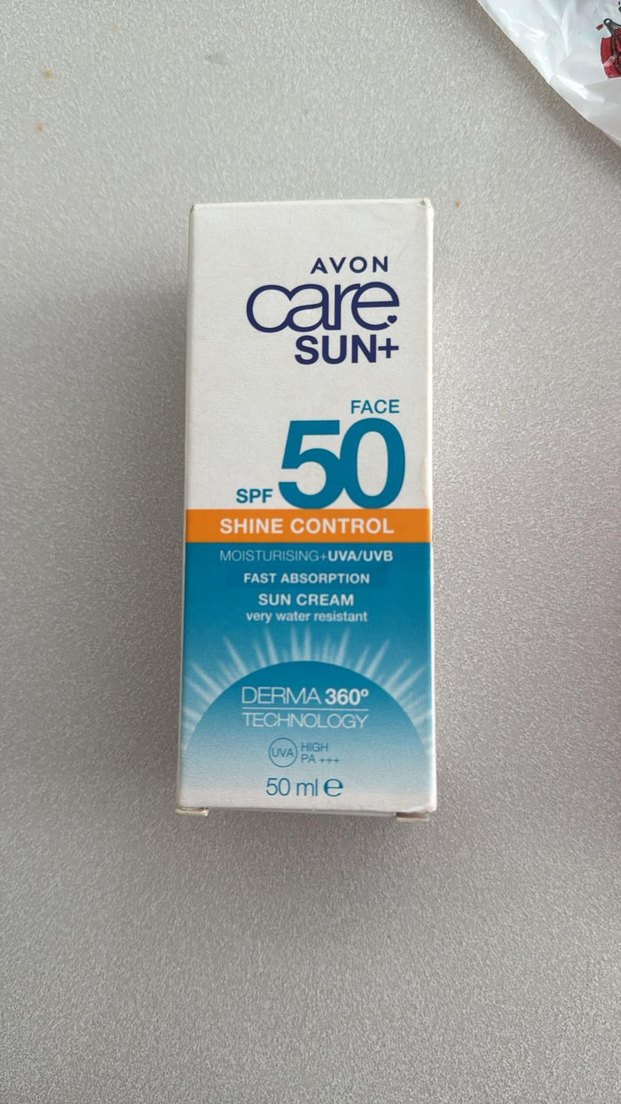 AVON
care
SUN+
FACE
SPF 50
SHINE CONTROL
MOISTURISING+UVA/UVB
FAST ABSORPTION
SUN CREAM
very water resistant
DERMA 360º
TECHNOLOGY
UVA HIGH
PA +++
50 ml e